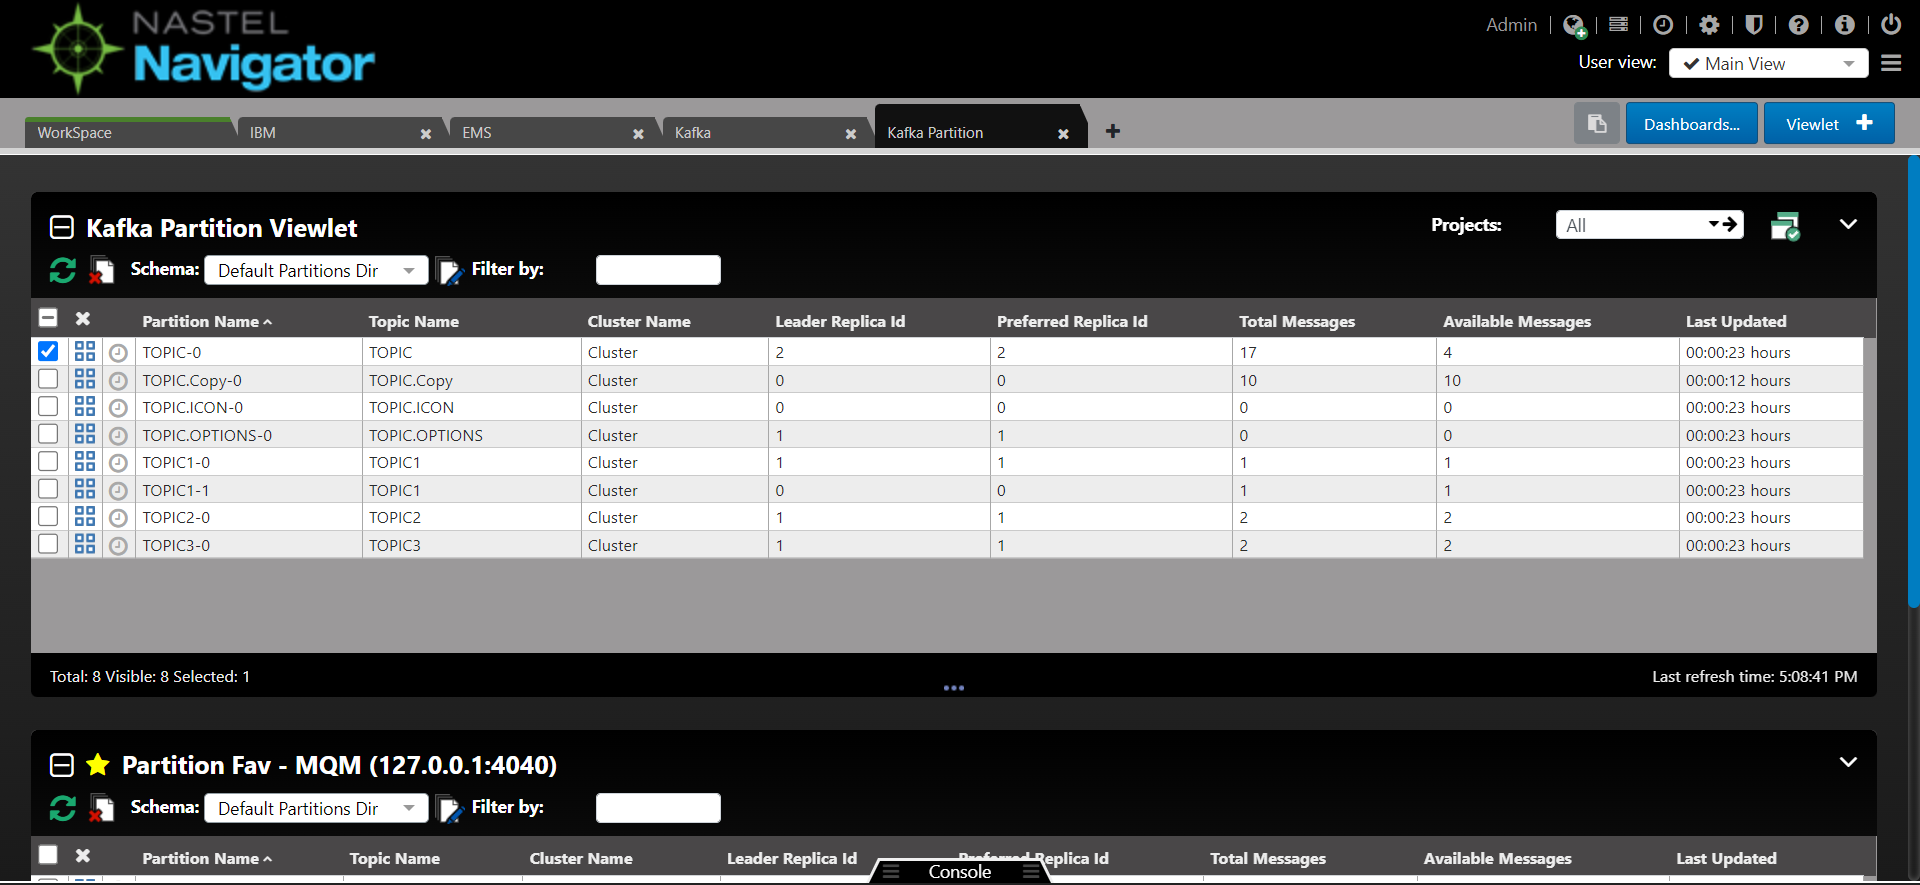 NASTEL
Navigator
Admin
User view: Main View
WorkSpace IBM EMS Kafka Kafka Partition Dashboards... Viewlet
Kafka Partition Viewlet Projects: All
Schema: Default Partitions Dir Filter by:
Partition Name Topic Name Cluster Name Leader Replica Id Preferred Replica Id Total Messages Available Messages Last Updated
TOPIC-0 TOPIC Cluster 2 2 17 4 00:00:23 hours
TOPIC.Copy-0 TOPIC.Copy Cluster 0 0 10 10 00:00:12 hours
TOPIC.ICON-0 TOPIC.ICON Cluster 0 0 0 0 00:00:23 hours
TOPIC.OPTIONS-0 TOPIC.OPTIONS Cluster 1 1 0 0 00:00:23 hours
TOPIC1-0 TOPIC1 Cluster 1 1 1 1 00:00:23 hours
TOPIC1-1 TOPIC1 Cluster 0 0 1 1 00:00:23 hours
TOPIC2-0 TOPIC2 Cluster 1 1 2 2 00:00:23 hours
TOPIC3-0 TOPIC3 Cluster 1 1 2 2 00:00:23 hours
Total: 8 Visible: 8 Selected: 1 Last refresh time: 5:08:41 PM
Partition Fav - MQM (127.0.0.1:4040)
Schema: Default Partitions Dir Filter by:
Partition Name Topic Name Cluster Name Leader Replica Id Preferred Replica Id Total Messages Available Messages Last Updated
Console